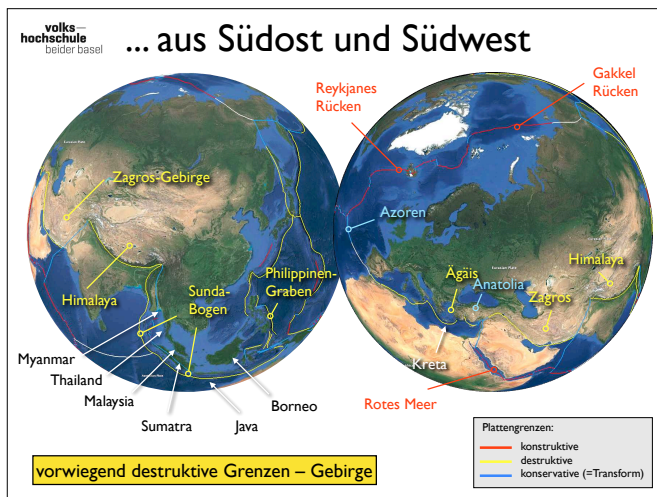 volks-
hochschule
beider basel
... aus Südost und Südwest
Reykjanes
Rücken
Gakkel
Rücken
Zagros-Gebirge
Azoren
Himalaya
Sunda-
Bogen
Philippinen-
Graben
Ägäis
Anatolia
Zagros
Himalaya
Eurasian Plate
Kreta
Myanmar
Thailand
Malaysia
Sumatra
Java
Borneo
Rotes Meer
Plattengrenzen:
konstruktive
destruktive
konservative (=Transform)
vorwiegend destruktive Grenzen – Gebirge